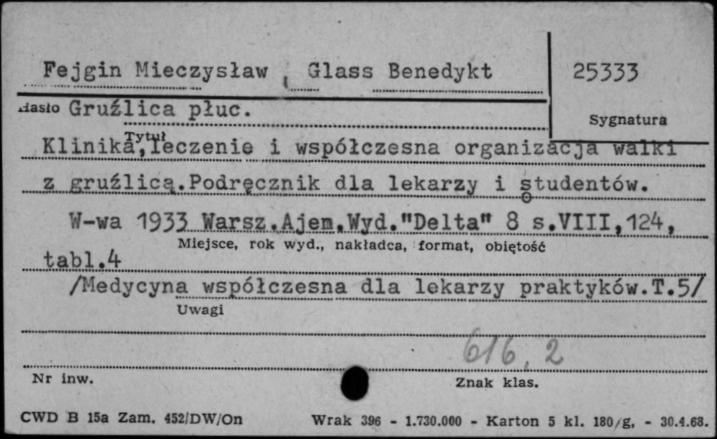 Fejgin Mieczysław , Glass Benedykt 25333
Hasło Gruźlica płuc. Sygnatura
Tytuł
Klinika,leczenie i współczesna organizacja walki
z gruźlicą.Podręcznik dla lekarzy i studentów.
W-wa 1933 Warsz.Ajen.Wyd."Delta" 8 s.VIII,124,
Miejsce, rok wyd., nakładca, format, objętość
tabl.4
/Medycyna współczesna dla lekarzy praktyków.T.5/
Uwagi
616.2
Nr inw. Znak klas.
CWD B 15a Zam. 452/DW/On Wrak 396 - 1.730.000 - Karton 5 kl. 180/g. - 30.4.68.